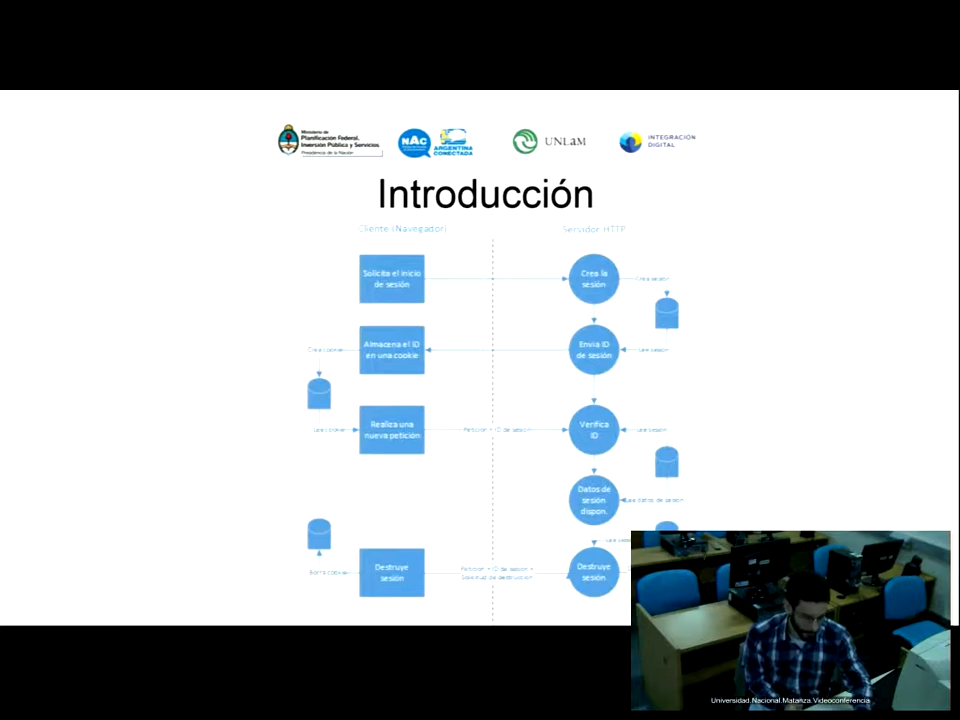 Ministerio de
Planificación Federal,
Inversión Pública y Servicios
Presidencia de la Nación
NAC
ARGENTINA
CONECTADA
UNLaM
INTEGRACIÓN
DIGITAL
Introducción
Cliente (Navegador)
Servidor HTTP
Solicita el inicio
de sesión
Crea la
sesión
Crea sesión
Crea cookie
Almacena el ID
en una cookie
Envia ID
de sesión
Lee sesión
Lee cookie
Realiza una
nueva petición
Petición + ID de sesión
Verifica
ID
Lee sesión
Datos de
sesión
dispon.
Lee datos de sesión
Borra cookie
Destruye
sesión
Petición + ID de sesión +
Solicitud de destrucción
Destruye
sesión
Universidad.Nacional.Matanza.Videoconferencia